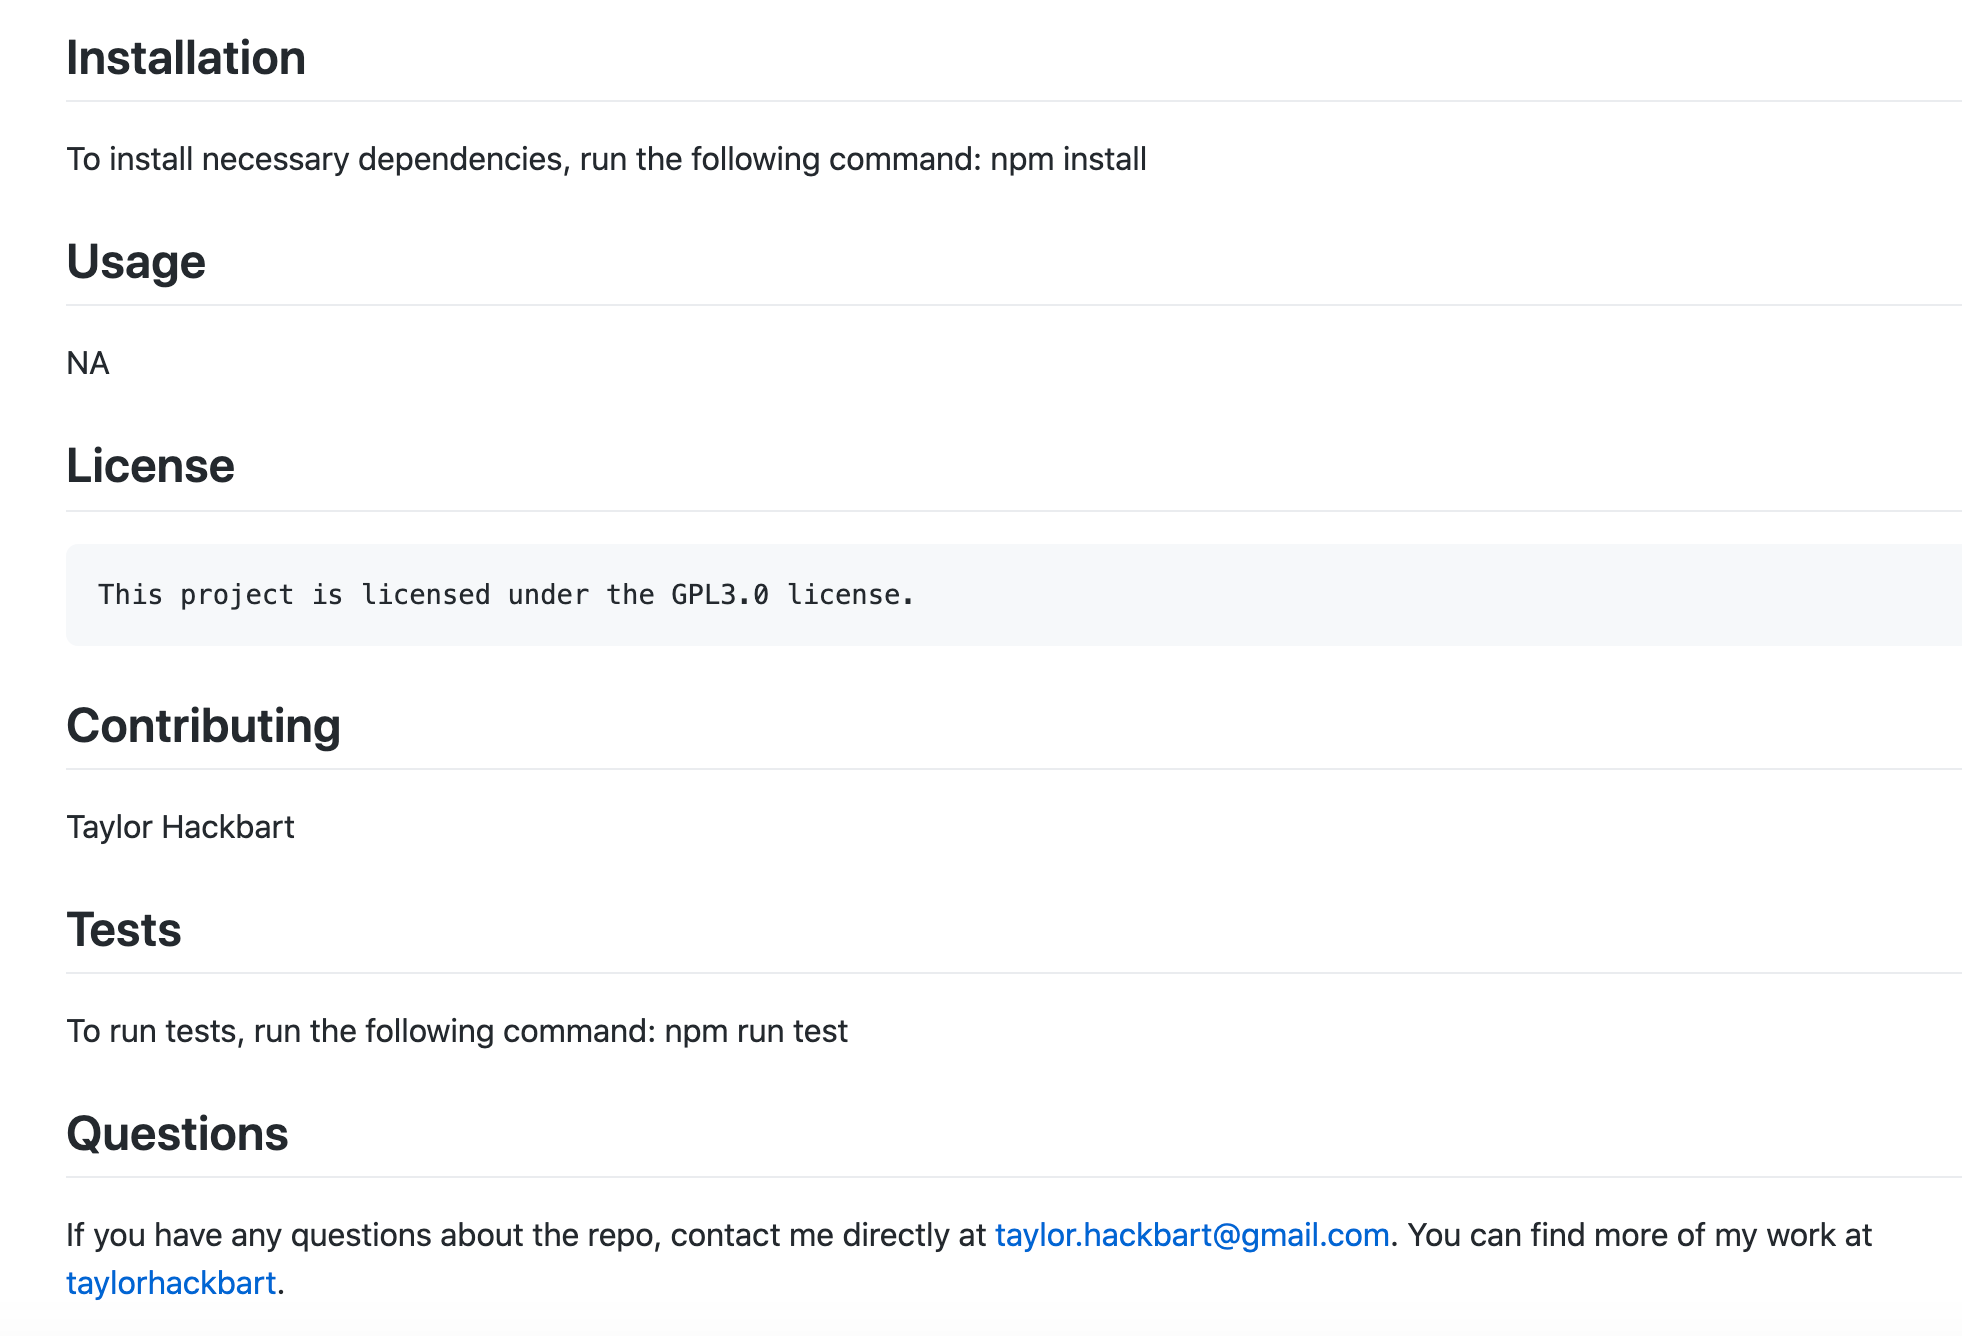 Installation
To install necessary dependencies, run the following command: npm install
Usage
NA
License
This project is licensed under the GPL3.0 license.
Contributing
Taylor Hackbart
Tests
To run tests, run the following command: npm run test
Questions
If you have any questions about the repo, contact me directly at taylor.hackbart@gmail.com. You can find more of my work at
taylorhackbart.